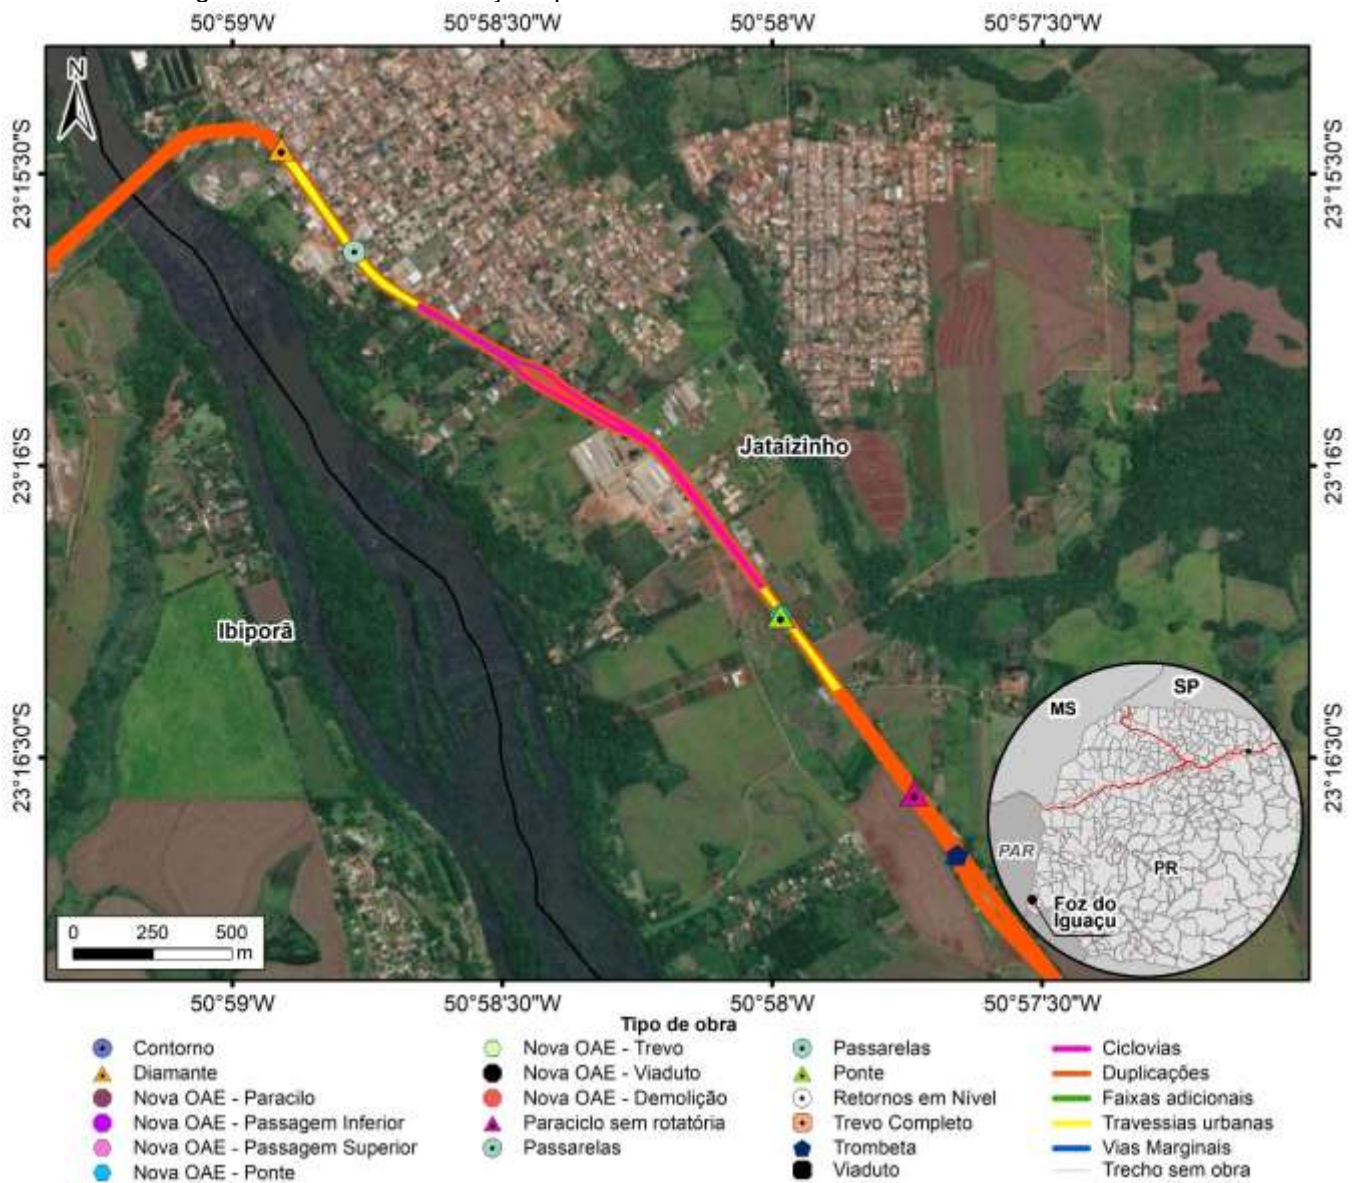 50°59'W 50°58'30"W 50°58'W 50°57'30"W
N
23°15'30"S
23°15'30"S
Jataizinho
23°16'S
23°16'S
Ibiporã
SP
MS
23°16'30"S
23°16'30"S
PAR
PR
Foz do
Iguaçu
0 250 500
m
50°59'W 50°58'30"W 50°58'W 50°57'30"W
Tipo de obra
Contorno
Diamante
Nova OAE - Paracilo
Nova OAE - Passagem Inferior
Nova OAE - Passagem Superior
Nova OAE - Ponte
Nova OAE - Trevo
Nova OAE - Viaduto
Nova OAE - Demolição
Paraciclo sem rotatória
Passarelas
Passarelas
Ponte
Retornos em Nível
Trevo Completo
Trombeta
Viaduto
Ciclovias
Duplicações
Faixas adicionais
Travessias urbanas
Vias Marginais
Trecho sem obra